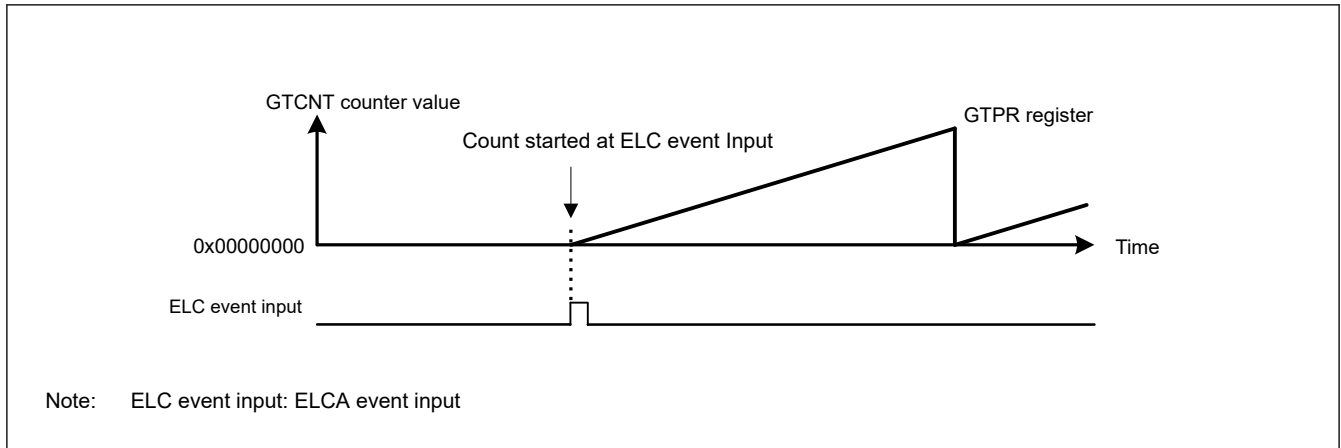 GTCNT counter value
GTPR register
Count started at ELC event Input
0x00000000
Time
ELC event input
Note: ELC event input: ELCA event input